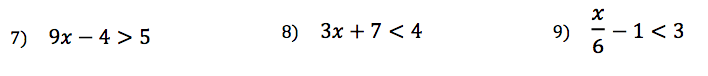 7) 9x − 4 > 5 8) 3x + 7 < 4 9) x/6 − 1 < 3